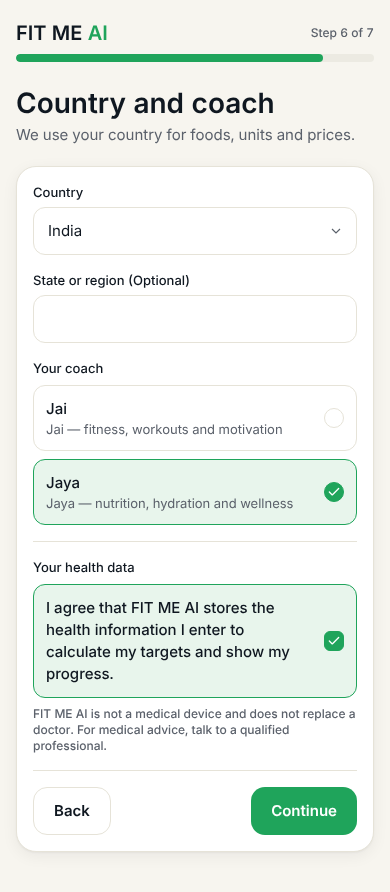 FIT ME AI
Step 6 of 7
Country and coach
We use your country for foods, units and prices.
Country
India
State or region (Optional)
Your coach
Jai
Jai — fitness, workouts and motivation
Jaya
Jaya — nutrition, hydration and wellness
Your health data
I agree that FIT ME AI stores the
health information I enter to
calculate my targets and show my
progress.
FIT ME AI is not a medical device and does not replace a
doctor. For medical advice, talk to a qualified
professional.
Back
Continue